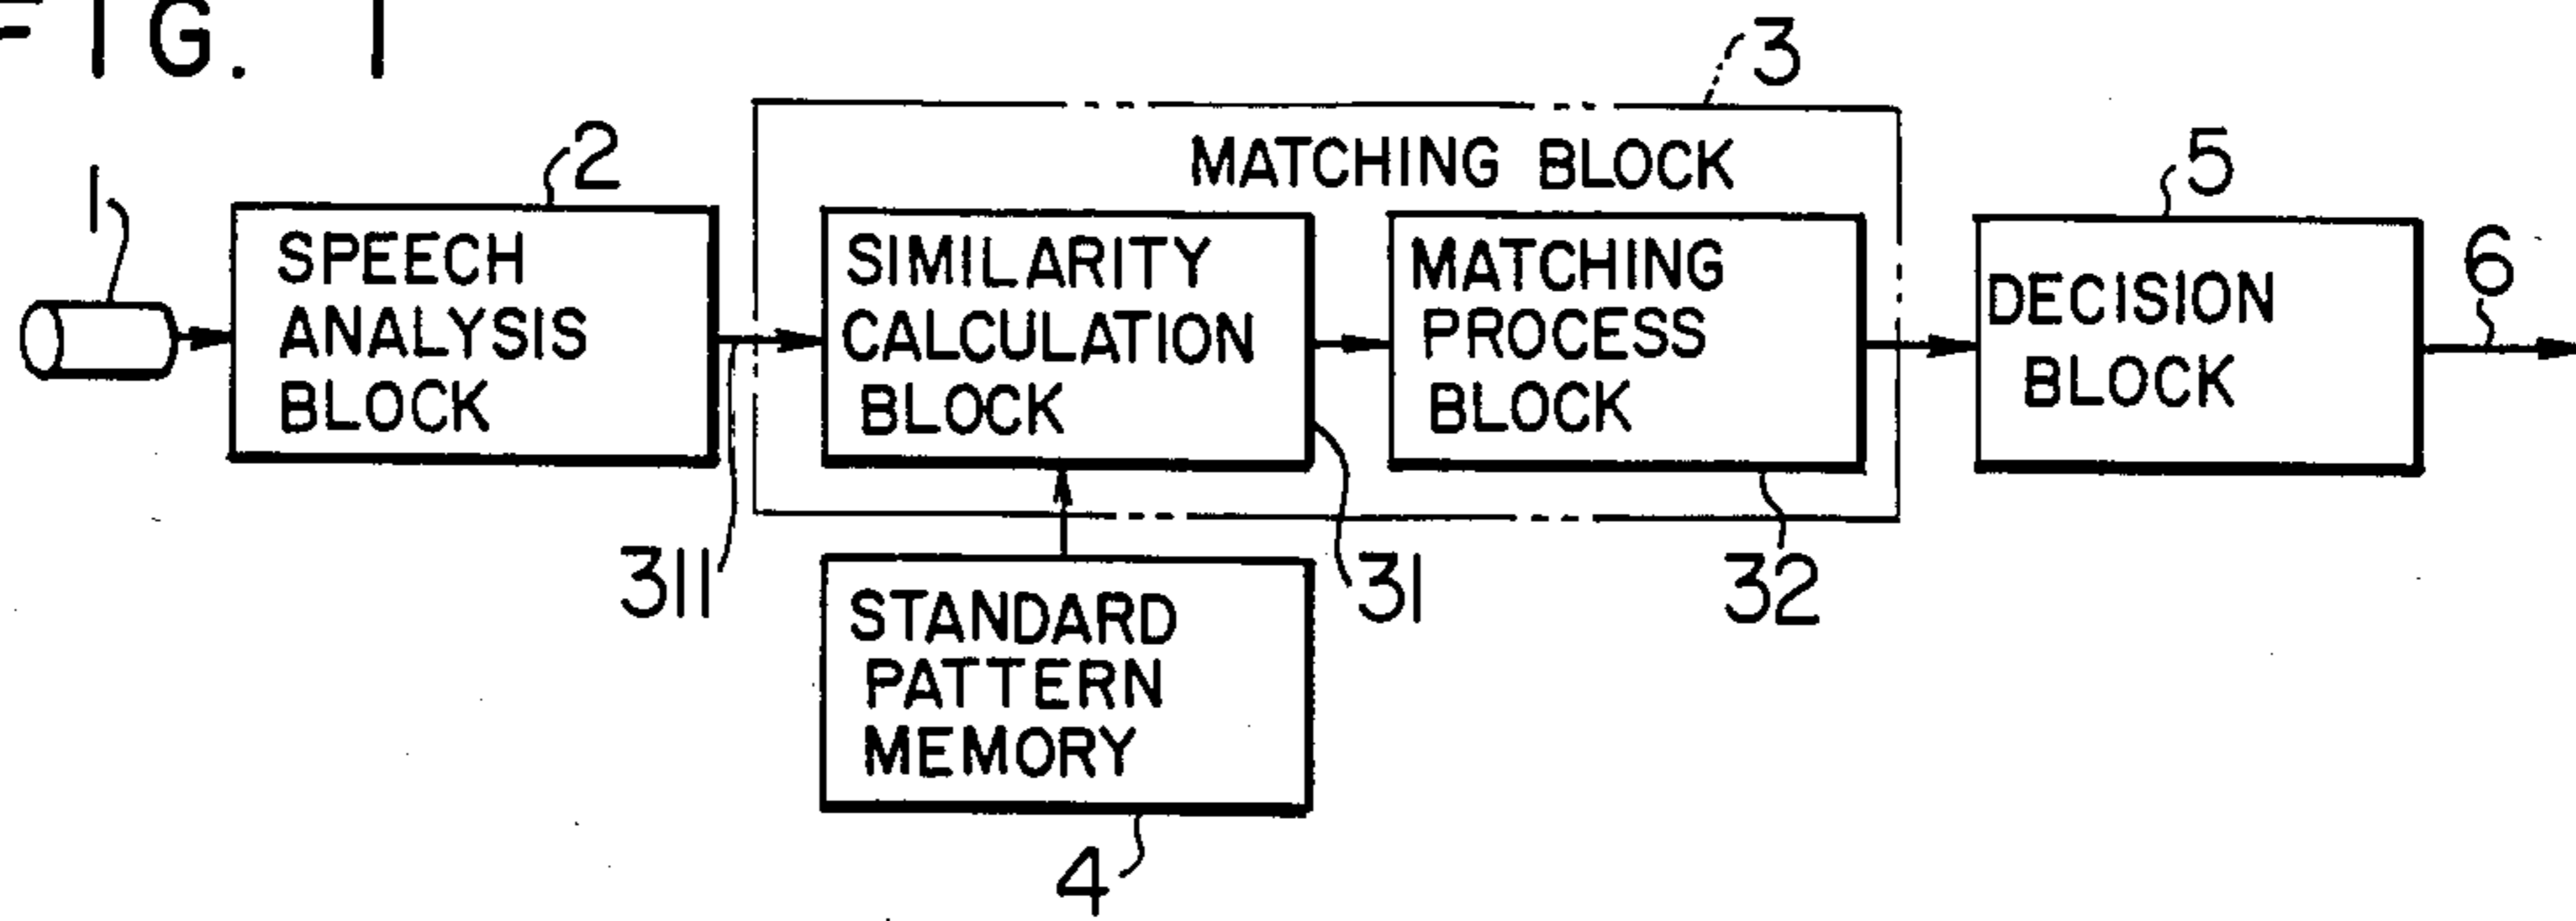 FIG. 1
3
MATCHING BLOCK
1
2
SPEECH
ANALYSIS
BLOCK
SIMILARITY
CALCULATION
BLOCK
MATCHING
PROCESS
BLOCK
5
DECISION
BLOCK
6
311
31
32
STANDARD
PATTERN
MEMORY
4